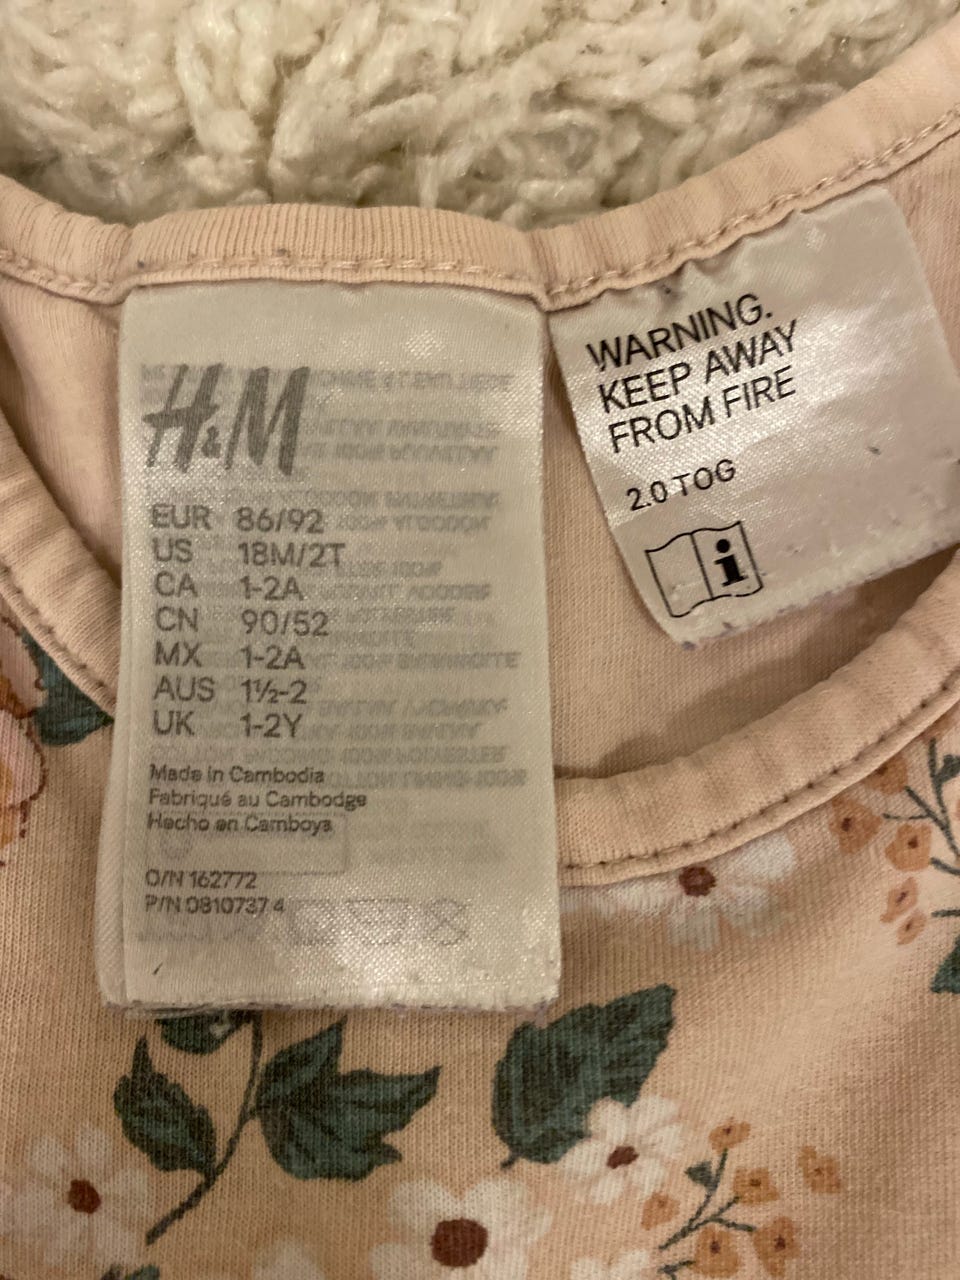 H&M
EUR 86/92
US 18M/2T
CA 1-2A
CN 90/52
MX 1-2A
AUS 1½-2
UK 1-2Y
Made in Cambodia
Fabriqué au Cambodge
Hecho en Camboya
O/N 162772
P/N 0810737 4
WARNING.
KEEP AWAY
FROM FIRE
2.0 TOG
i